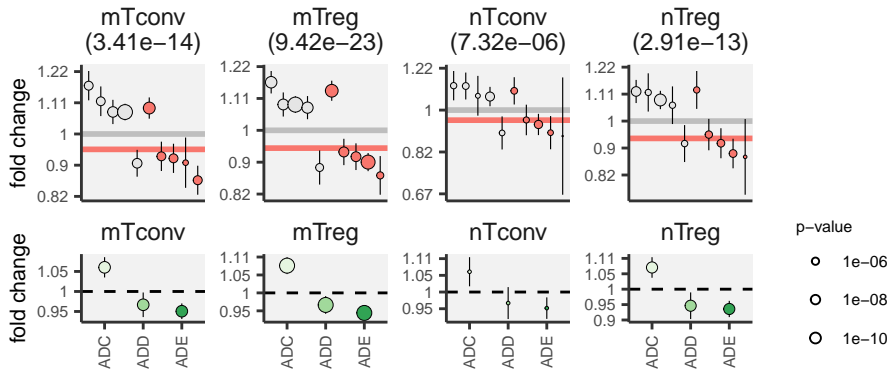 mTconv
(3.41e−14)
mTreg
(9.42e−23)
nTconv
(7.32e−06)
nTreg
(2.91e−13)
fold change
1.22
1.11
1
0.9
0.82
1.22
1.11
1
0.9
0.82
1.22
1
0.82
0.67
1.22
1.11
1
0.9
0.82
mTconv
mTreg
nTconv
nTreg
fold change
1.05
1
0.95
1.11
1.05
1
0.95
1.11
1.05
1
0.95
1.11
1.05
1
0.95
0.9
ADC
ADD
ADE
ADC
ADD
ADE
ADC
ADD
ADE
ADC
ADD
ADE
p−value
1e−06
1e−08
1e−10